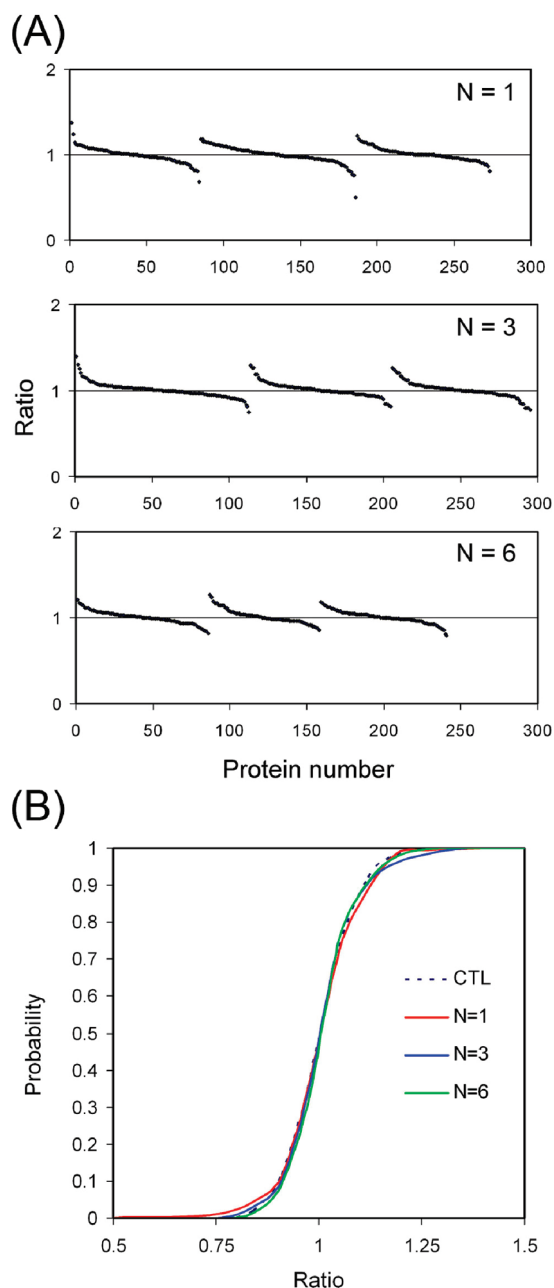 (A)
2
N = 1
1
0
0 50 100 150 200 250 300
2
N = 3
Ratio
1
0
0 50 100 150 200 250 300
2
N = 6
1
0
0 50 100 150 200 250 300
Protein number
(B)
1
0.9
0.8
0.7
0.6
0.5
0.4
0.3
0.2
0.1
0
Probability
CTL
N=1
N=3
N=6
0.5 0.75 1 1.25 1.5
Ratio